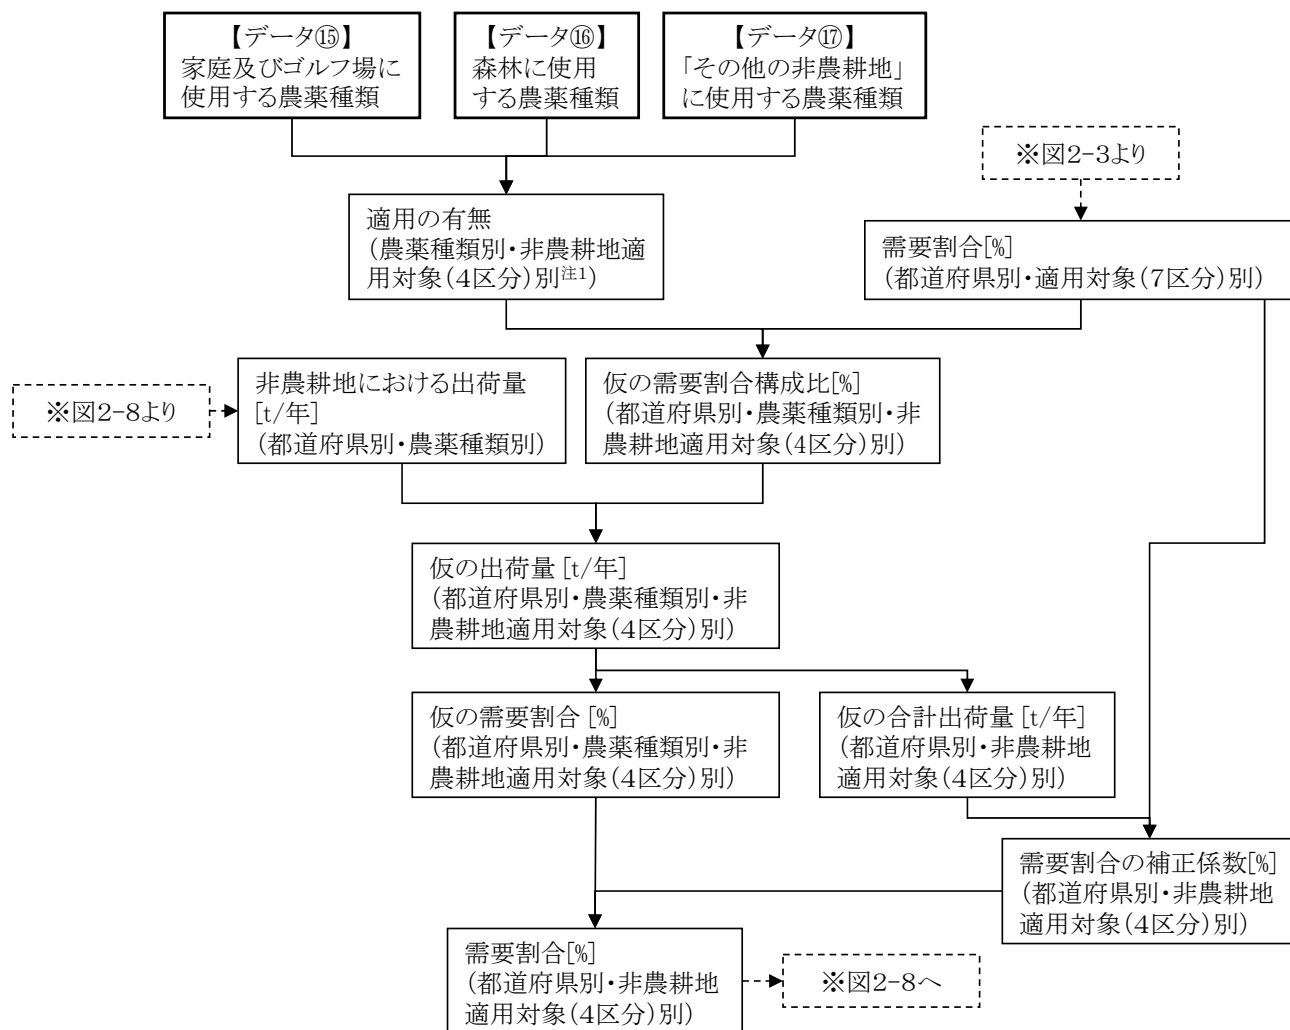 【データ⑮】
家庭及びゴルフ場に
使用する農薬種類
【データ⑯】
森林に使用
する農薬種類
【データ⑰】
「その他の非農耕地」
に使用する農薬種類
※図2-3より
適用の有無
(農薬種類別・非農耕地適
用対象(4区分)別注1)
需要割合[%]
(都道府県別・適用対象(7区分)別)
※図2-8より
非農耕地における出荷量
[t/年]
(都道府県別・農薬種類別)
仮の需要割合構成比[%]
(都道府県別・農薬種類別・非
農耕地適用対象(4区分)別)
仮の出荷量[t/年]
(都道府県別・農薬種類別・非
農耕地適用対象(4区分)別)
仮の需要割合[%]
(都道府県別・農薬種類別・非
農耕地適用対象(4区分)別)
仮の合計出荷量[t/年]
(都道府県別・非農耕地
適用対象(4区分)別)
需要割合の補正係数[%]
(都道府県別・非農耕地
適用対象(4区分)別)
需要割合[%]
(都道府県別・非農耕地
適用対象(4区分)別)
※図2-8へ